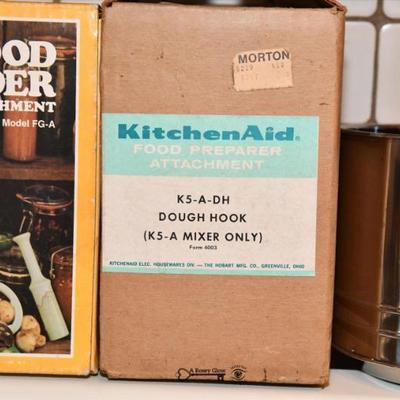 OOD
DER
HMENT
Model FG-A
MORTON
KitchenAid®
FOOD PREPARER
ATTACHMENT
K5-A-DH
DOUGH HOOK
(K5-A MIXER ONLY)
Form 4003
KITCHENAID ELEC. HOUSEWARES DIV. — THE HOBART MFG. CO., GREENVILLE, OHIO